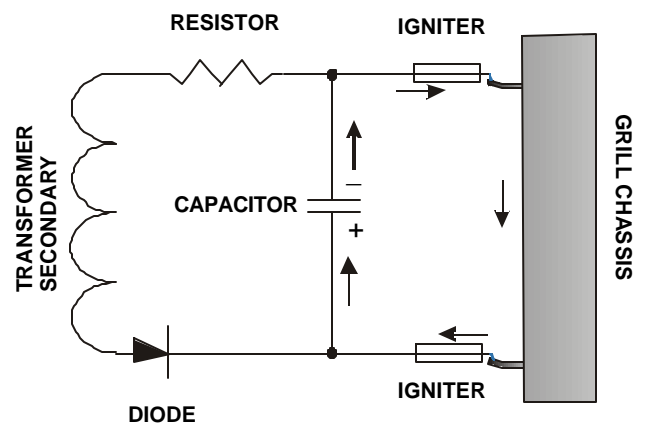 RESISTOR
IGNITER
TRANSFORMER
SECONDARY
CAPACITOR
–
+
GRILL CHASSIS
IGNITER
DIODE